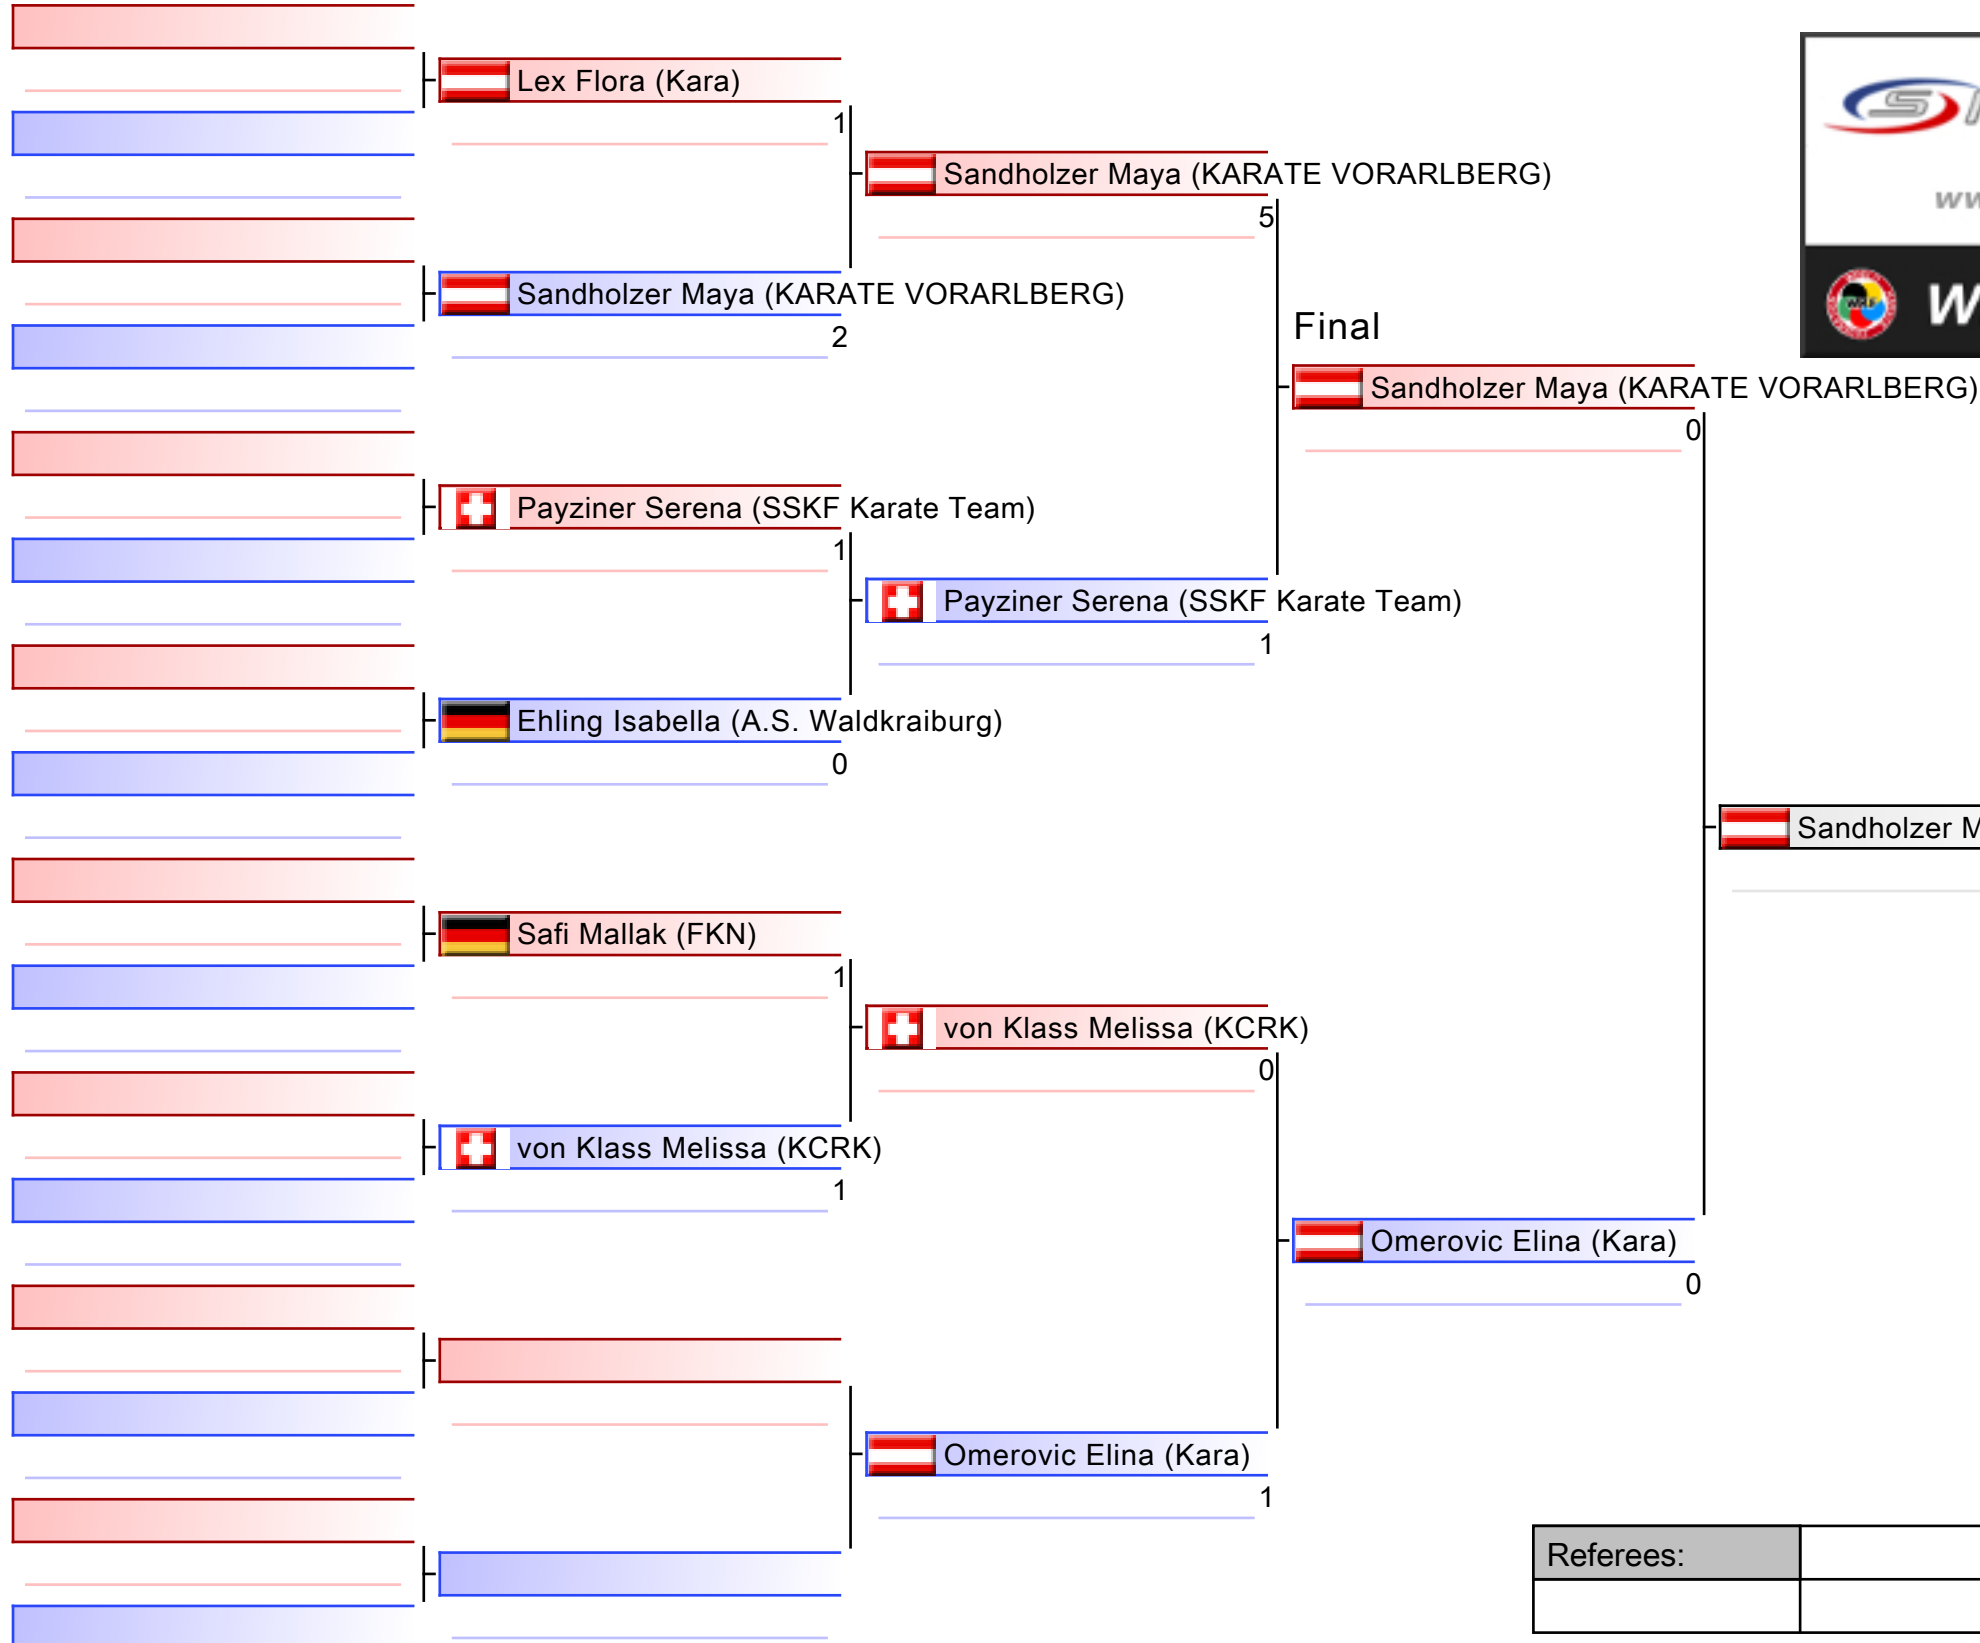 Lex Flora (Kara)
1
Sandholzer Maya (KARATE VORARLBERG)
5
Sandholzer Maya (KARATE VORARLBERG)
2
Final
Sandholzer Maya (KARATE VORARLBERG)
0
Payziner Serena (SSKF Karate Team)
1
Payziner Serena (SSKF Karate Team)
1
Ehling Isabella (A.S. Waldkraiburg)
0
Sandholzer M
Safi Mallak (FKN)
1
von Klass Melissa (KCRK)
0
von Klass Melissa (KCRK)
1
Omerovic Elina (Kara)
0
Omerovic Elina (Kara)
1
Referees: